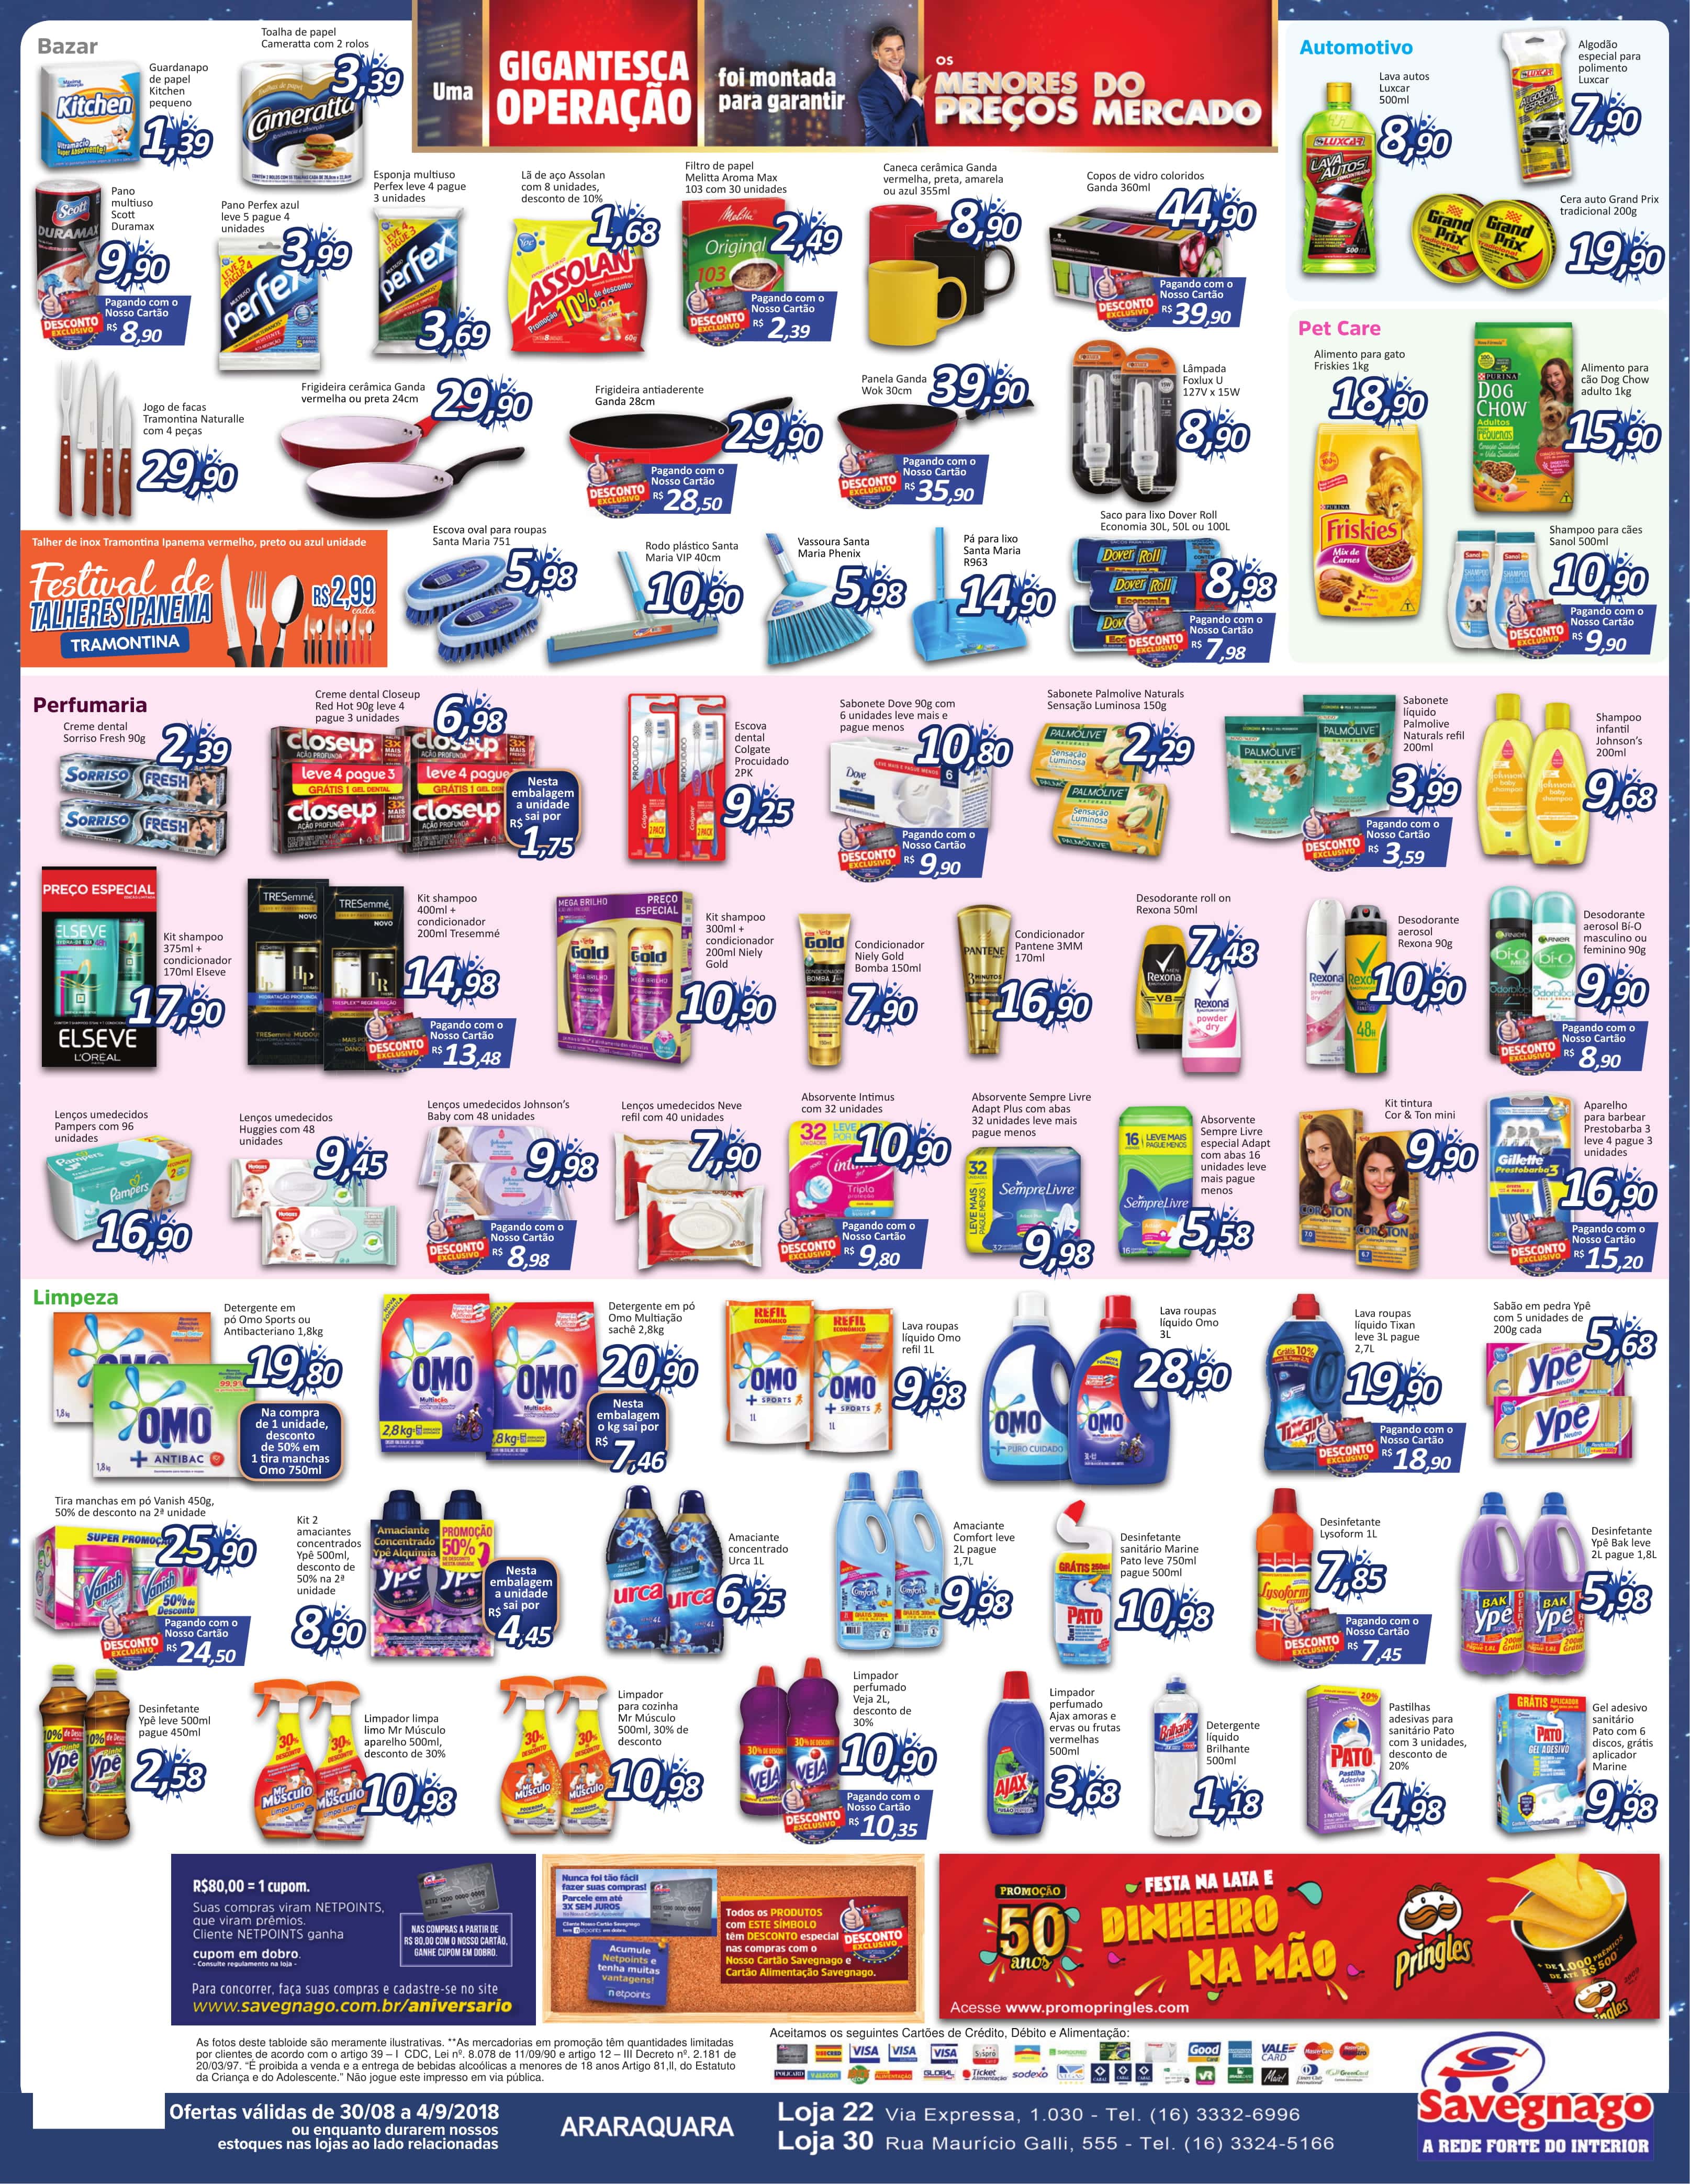 Uma
GIGANTESCA
OPERAÇÃO
foi montada
para garantir
OS
MENORES DO
PREÇOS MERCADO
Bazar
Guardanapo
de papel
Kitchen
pequeno
1,39
Toalha de papel
Cameratta com 2 rolos
3,39
Pano
multiuso
Scott
Duramax
9,90
Pagando com o
Nosso Cartão
DESCONTO
EXCLUSIVO
R$ 8,90
Pano Perfex azul
leve 5 pague 4
unidades
3,99
Esponja multiuso
Perfex leve 4 pague
3 unidades
3,69
Lã de aço Assolan
com 8 unidades,
desconto de 10%
1,68
Filtro de papel
Melitta Aroma Max
103 com 30 unidades
2,49
Pagando com o
Nosso Cartão
DESCONTO
EXCLUSIVO
R$ 2,39
Caneca cerâmica Ganda
vermelha, preta, amarela
ou azul 355ml
8,90
Copos de vidro coloridos
Ganda 360ml
44,90
Pagando com o
Nosso Cartão
DESCONTO
EXCLUSIVO
R$ 39,90
Jogo de facas
Tramontina Naturalle
com 4 peças
29,90
Frigideira cerâmica Ganda
vermelha ou preta 24cm
29,90
Frigideira antiaderente
Ganda 28cm
29,90
Pagando com o
Nosso Cartão
DESCONTO
EXCLUSIVO
R$ 28,50
Panela Ganda
Wok 30cm
39,90
Pagando com o
Nosso Cartão
DESCONTO
EXCLUSIVO
R$ 35,90
Lâmpada
Foxlux U
127V x 15W
8,90
Talher de inox Tramontina Ipanema vermelho, preto ou azul unidade
Festival de
TALHERES IPANEMA
TRAMONTINA
R$ 2,99
cada
Escova oval para roupas
Santa Maria 751
5,98
Rodo plástico Santa
Maria VIP 40cm
10,90
Vassoura Santa
Maria Phenix
5,98
Pá para lixo
Santa Maria
R963
14,90
Saco para lixo Dover Roll
Economia 30L, 50L ou 100L
8,98
Pagando com o
Nosso Cartão
DESCONTO
EXCLUSIVO
R$ 7,98
Automotivo
Lava autos
Luxcar
500ml
8,90
Algodão
especial para
polimento
Luxcar
7,90
Cera auto Grand Prix
tradicional 200g
19,90
Pet Care
Alimento para gato
Friskies 1kg
18,90
Alimento para
cão Dog Chow
adulto 1kg
15,90
Shampoo para cães
Sanol 500ml
10,90
Pagando com o
Nosso Cartão
DESCONTO
EXCLUSIVO
R$ 9,90
Perfumaria
Creme dental
Sorriso Fresh 90g
2,39
Creme dental Closeup
Red Hot 90g leve 4
pague 3 unidades
6,98
Nesta
embalagem
a unidade
sai por
R$ 1,75
Escova
dental
Colgate
Procuidado
2PK
9,25
Sabonete Dove 90g com
6 unidades leve mais e
pague menos
10,80
Pagando com o
Nosso Cartão
DESCONTO
EXCLUSIVO
R$ 9,90
Sabonete Palmolive Naturals
Sensação Luminosa 150g
2,29
Sabonete
líquido
Palmolive
Naturals refil
200ml
3,99
Pagando com o
Nosso Cartão
DESCONTO
EXCLUSIVO
R$ 3,59
Shampoo
infantil
Johnson's
200ml
9,68
PREÇO ESPECIAL
ELSEVE
L'ORÉAL
Kit shampoo
375ml +
condicionador
170ml Elseve
17,90
Kit shampoo
400ml +
condicionador
200ml Tresemmé
14,98
Pagando com o
Nosso Cartão
DESCONTO
EXCLUSIVO
R$ 13,48
Kit shampoo
300ml +
condicionador
200ml Niely
Gold
10,90
Condicionador
Niely Gold
Bomba 150ml
7,90
Condicionador
Pantene 3MM
170ml
16,90
Desodorante roll on
Rexona 50ml
7,48
Desodorante
aerosol
Rexona 90g
10,90
Desodorante
aerosol Bí-O
masculino ou
feminino 90g
9,90
Pagando com o
Nosso Cartão
DESCONTO
EXCLUSIVO
R$ 8,90
Lenços umedecidos
Pampers com 96
unidades
16,90
Lenços umedecidos
Huggies com 48
unidades
9,45
Lenços umedecidos Johnson's
Baby com 48 unidades
9,98
Pagando com o
Nosso Cartão
DESCONTO
EXCLUSIVO
R$ 8,98
Lenços umedecidos Neve
refil com 40 unidades
7,90
Absorvente Intimus
com 32 unidades
10,90
Pagando com o
Nosso Cartão
DESCONTO
EXCLUSIVO
R$ 9,80
Absorvente Sempre Livre
Adapt Plus com abas
32 unidades leve mais
pague menos
9,98
Absorvente
Sempre Livre
especial Adapt
com abas 16
unidades leve
mais pague
menos
5,58
Kit tintura
Cor & Ton mini
9,90
Aparelho
para barbear
Prestobarba 3
leve 4 pague 3
unidades
16,90
Pagando com o
Nosso Cartão
DESCONTO
EXCLUSIVO
R$ 15,20
Limpeza
Detergente em
pó Omo Sports ou
Antibacteriano 1,8kg
19,80
Na compra
de 1 unidade,
desconto
de 50% em
1 tira manchas
Omo 750ml
Detergente em pó
Omo Multiação
sachê 2,8kg
20,90
Nesta
embalagem
o kg sai por
R$ 7,46
Lava roupas
líquido Omo
refil 1L
9,98
Lava roupas
líquido Omo
3L
28,90
Lava roupas
líquido Tixan
leve 3L pague
2,7L
19,90
Pagando com o
Nosso Cartão
DESCONTO
EXCLUSIVO
R$ 18,90
Sabão em pedra Ypê
com 5 unidades de
200g cada
5,68
Tira manchas em pó Vanish 450g,
50% de desconto na 2ª unidade
25,90
Pagando com o
Nosso Cartão
DESCONTO
EXCLUSIVO
R$ 24,50
Kit 2
amaciantes
concentrados
Ypê 500ml,
desconto de
50% na 2ª
unidade
8,90
Nesta
embalagem
a unidade
sai por
R$ 4,45
Amaciante
concentrado
Urca 1L
6,25
Amaciante
Comfort leve
2L pague
1,7L
9,98
Desinfetante
sanitário Marine
Pato leve 750ml
pague 500ml
10,98
Desinfetante
Lysoform 1L
7,85
Pagando com o
Nosso Cartão
DESCONTO
EXCLUSIVO
R$ 7,45
Desinfetante
Ypê Bak leve
2L pague 1,8L
5,98
Desinfetante
Ypê leve 500ml
pague 450ml
2,58
Limpador limpa
limo Mr Músculo
aparelho 500ml,
desconto de 30%
10,98
Limpador
para cozinha
Mr Músculo
500ml, 30% de
desconto
10,98
Limpador
perfumado
Veja 2L,
desconto de
30%
10,90
Pagando com o
Nosso Cartão
DESCONTO
EXCLUSIVO
R$ 10,35
Limpador
perfumado
Ajax amoras e
ervas ou frutas
vermelhas
500ml
3,68
Detergente
líquido
Brilhante
500ml
1,18
Pastilhas
adesivas para
sanitário Pato
com 3 unidades,
desconto de
20%
4,98
Gel adesivo
sanitário
Pato com 6
discos, grátis
aplicador
Marine
9,98
R$80,00 = 1 cupom.
Suas compras viram NETPOINTS,
que viram prêmios.
Cliente NETPOINTS ganha
cupom em dobro.
- Consulte regulamento na loja -
NAS COMPRAS A PARTIR DE
R$ 80,00 COM O NOSSO CARTÃO,
GANHE CUPOM EM DOBRO.
Para concorrer, faça suas compras e cadastre-se no site
www.savegnago.com.br/aniversario
Nunca foi tão fácil
fazer suas compras!
Parcele em até
3X SEM JUROS
Acumule
Netpoints e
tenha muitas
vantagens!
netpoints
Todos os PRODUTOS
com ESTE SÍMBOLO
têm DESCONTO especial
nas compras com o
Nosso Cartão Savegnago e
Cartão Alimentação Savegnago.
DESCONTO
EXCLUSIVO
PROMOÇÃO
50
anos
FESTA NA LATA E
DINHEIRO
NA MÃO
Pringles
+ DE 1.000 PRÊMIOS
DE ATÉ R$ 500
Acesse www.promopringles.com
As fotos deste tabloide são meramente ilustrativas. **As mercadorias em promoção têm quantidades limitadas
por clientes de acordo com o artigo 39 – I CDC, Lei nº. 8.078 de 11/09/90 e artigo 12 – III Decreto nº. 2.181 de
20/03/97. "É proibida a venda e a entrega de bebidas alcoólicas a menores de 18 anos Artigo 81,II, do Estatuto
da Criança e do Adolescente." Não jogue este impresso em via pública.
Aceitamos os seguintes Cartões de Crédito, Débito e Alimentação:
Ofertas válidas de 30/08 a 4/9/2018
ou enquanto durarem nossos
estoques nas lojas ao lado relacionadas
ARARAQUARA
Loja 22 Via Expressa, 1.030 - Tel. (16) 3332-6996
Loja 30 Rua Maurício Galli, 555 - Tel. (16) 3324-5166
Savegnago
A REDE FORTE DO INTERIOR